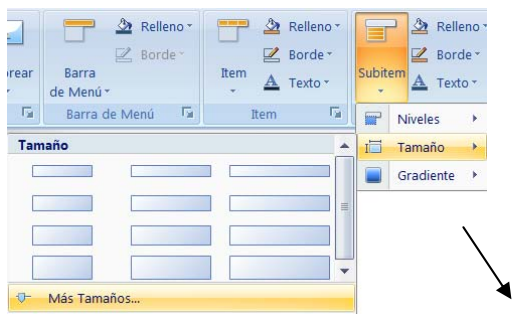 Relleno
Borde
Barra
de Menú
Barra de Menú
Relleno
Borde
Item
Texto
Item
Relleno
Borde
Subitem
Texto
Niveles
Tamaño
Gradiente
Tamaño
Más Tamaños...